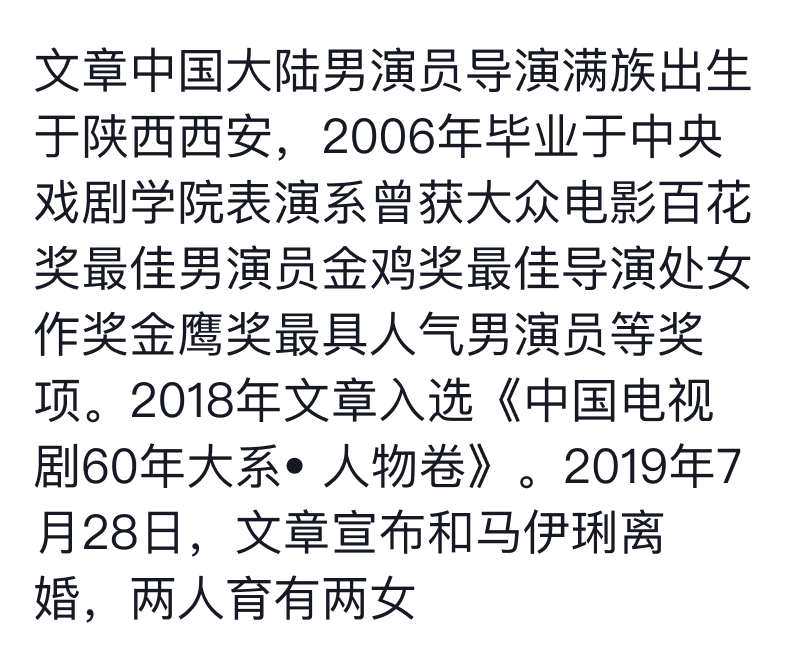 文章中国大陆男演员导演满族出生
于陕西西安，2006年毕业于中央
戏剧学院表演系曾获大众电影百花
奖最佳男演员金鸡奖最佳导演处女
作奖金鹰奖最具人气男演员等奖
项。2018年文章入选《中国电视
剧60年大系• 人物卷》。2019年7
月28日，文章宣布和马伊琍离
婚，两人育有两女